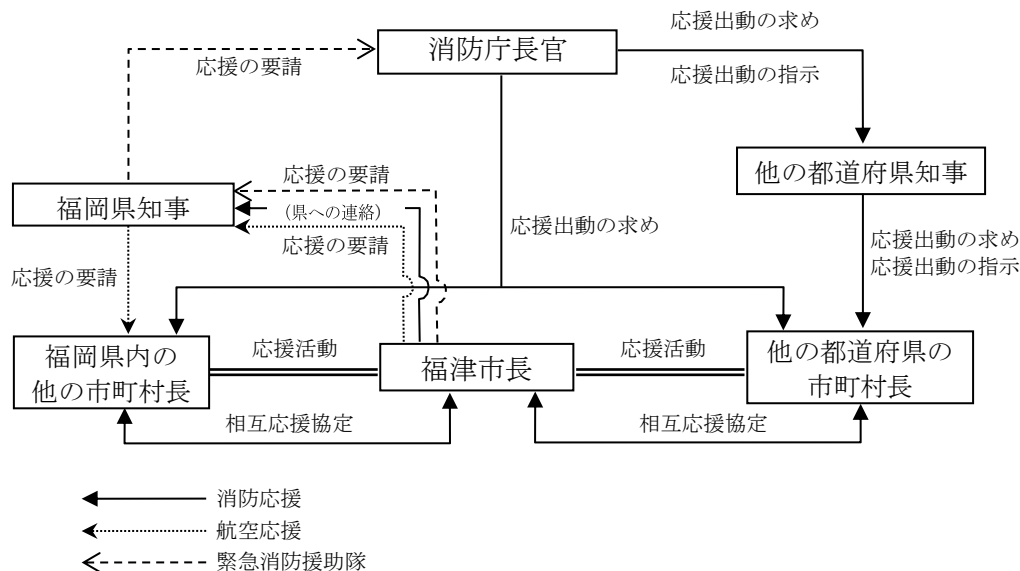 応援出動の求め
消防庁長官
応援の要請
応援出動の指示
他の都道府県知事
応援の要請
福岡県知事
(県への連絡)
応援の要請
応援出動の求め
応援出動の求め
応援出動の指示
応援の要請
福岡県内の
他の市町村長
応援活動
福津市長
応援活動
他の都道府県の
市町村長
相互応援協定
相互応援協定
消防応援
航空応援
緊急消防援助隊